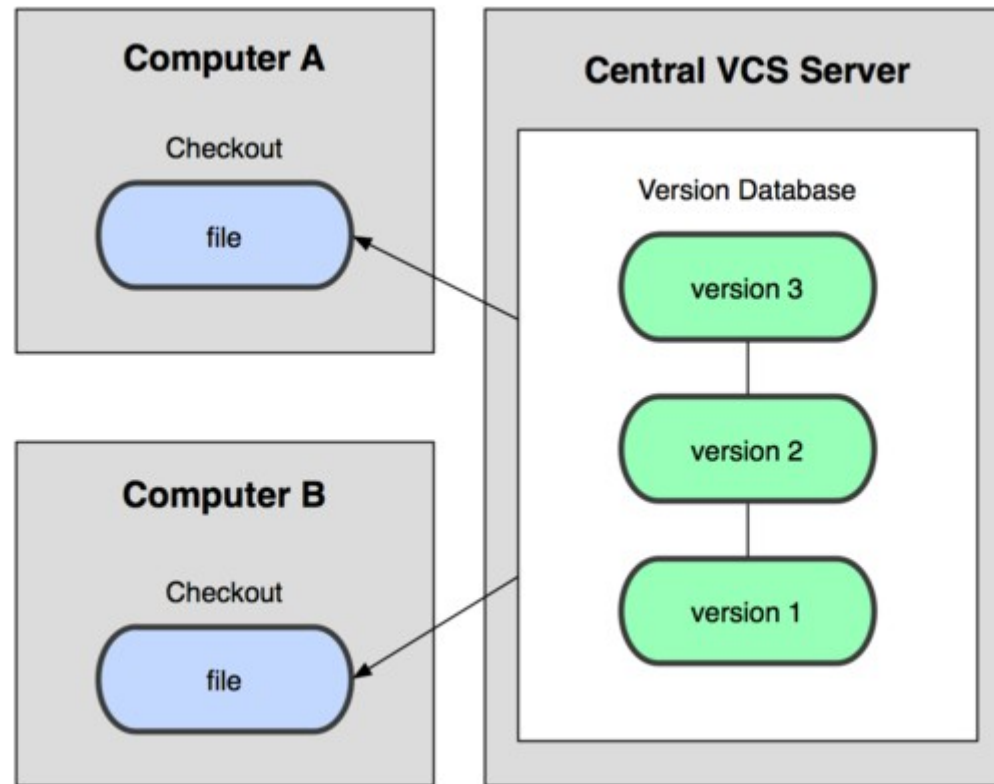 Computer A
Checkout
file
Computer B
Checkout
file
Central VCS Server
Version Database
version 3
version 2
version 1